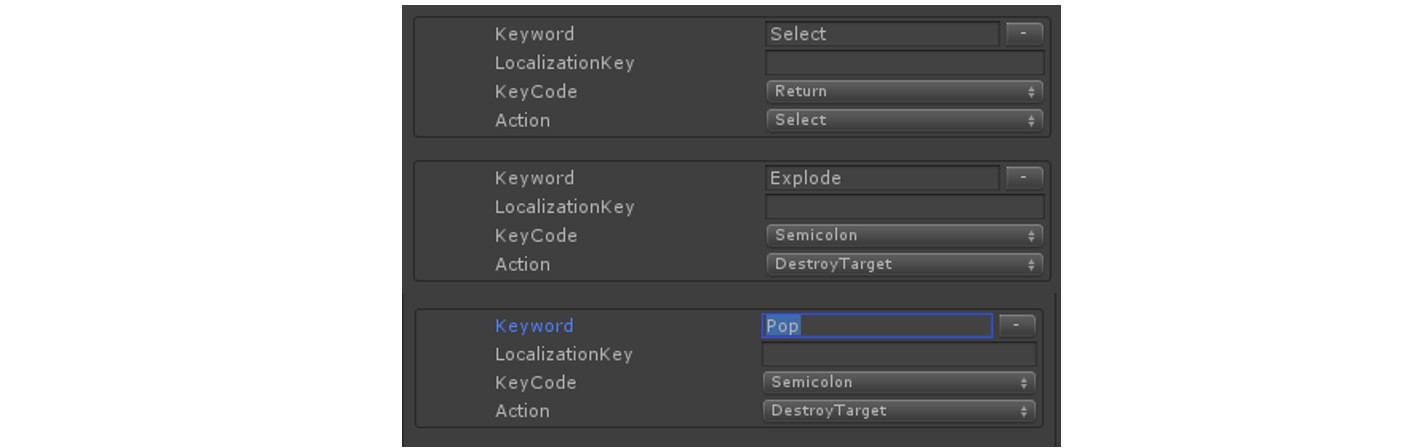 Keyword Select -
LocalizationKey
KeyCode Return
Action Select
Keyword Explode -
LocalizationKey
KeyCode Semicolon
Action DestroyTarget
Keyword Pop -
LocalizationKey
KeyCode Semicolon
Action DestroyTarget